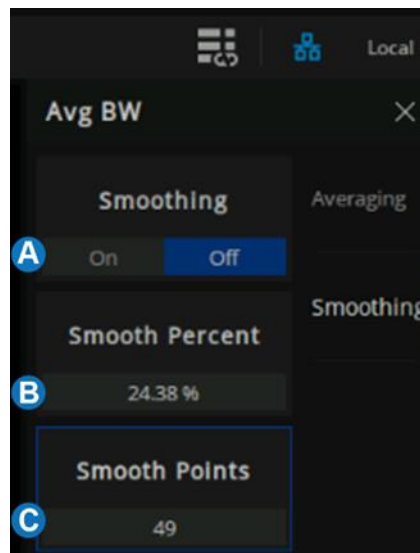 Local
Avg BW
Smoothing
Averaging
A
On
Off
Smooth Percent
Smoothing
B
24.38 %
Smooth Points
C
49